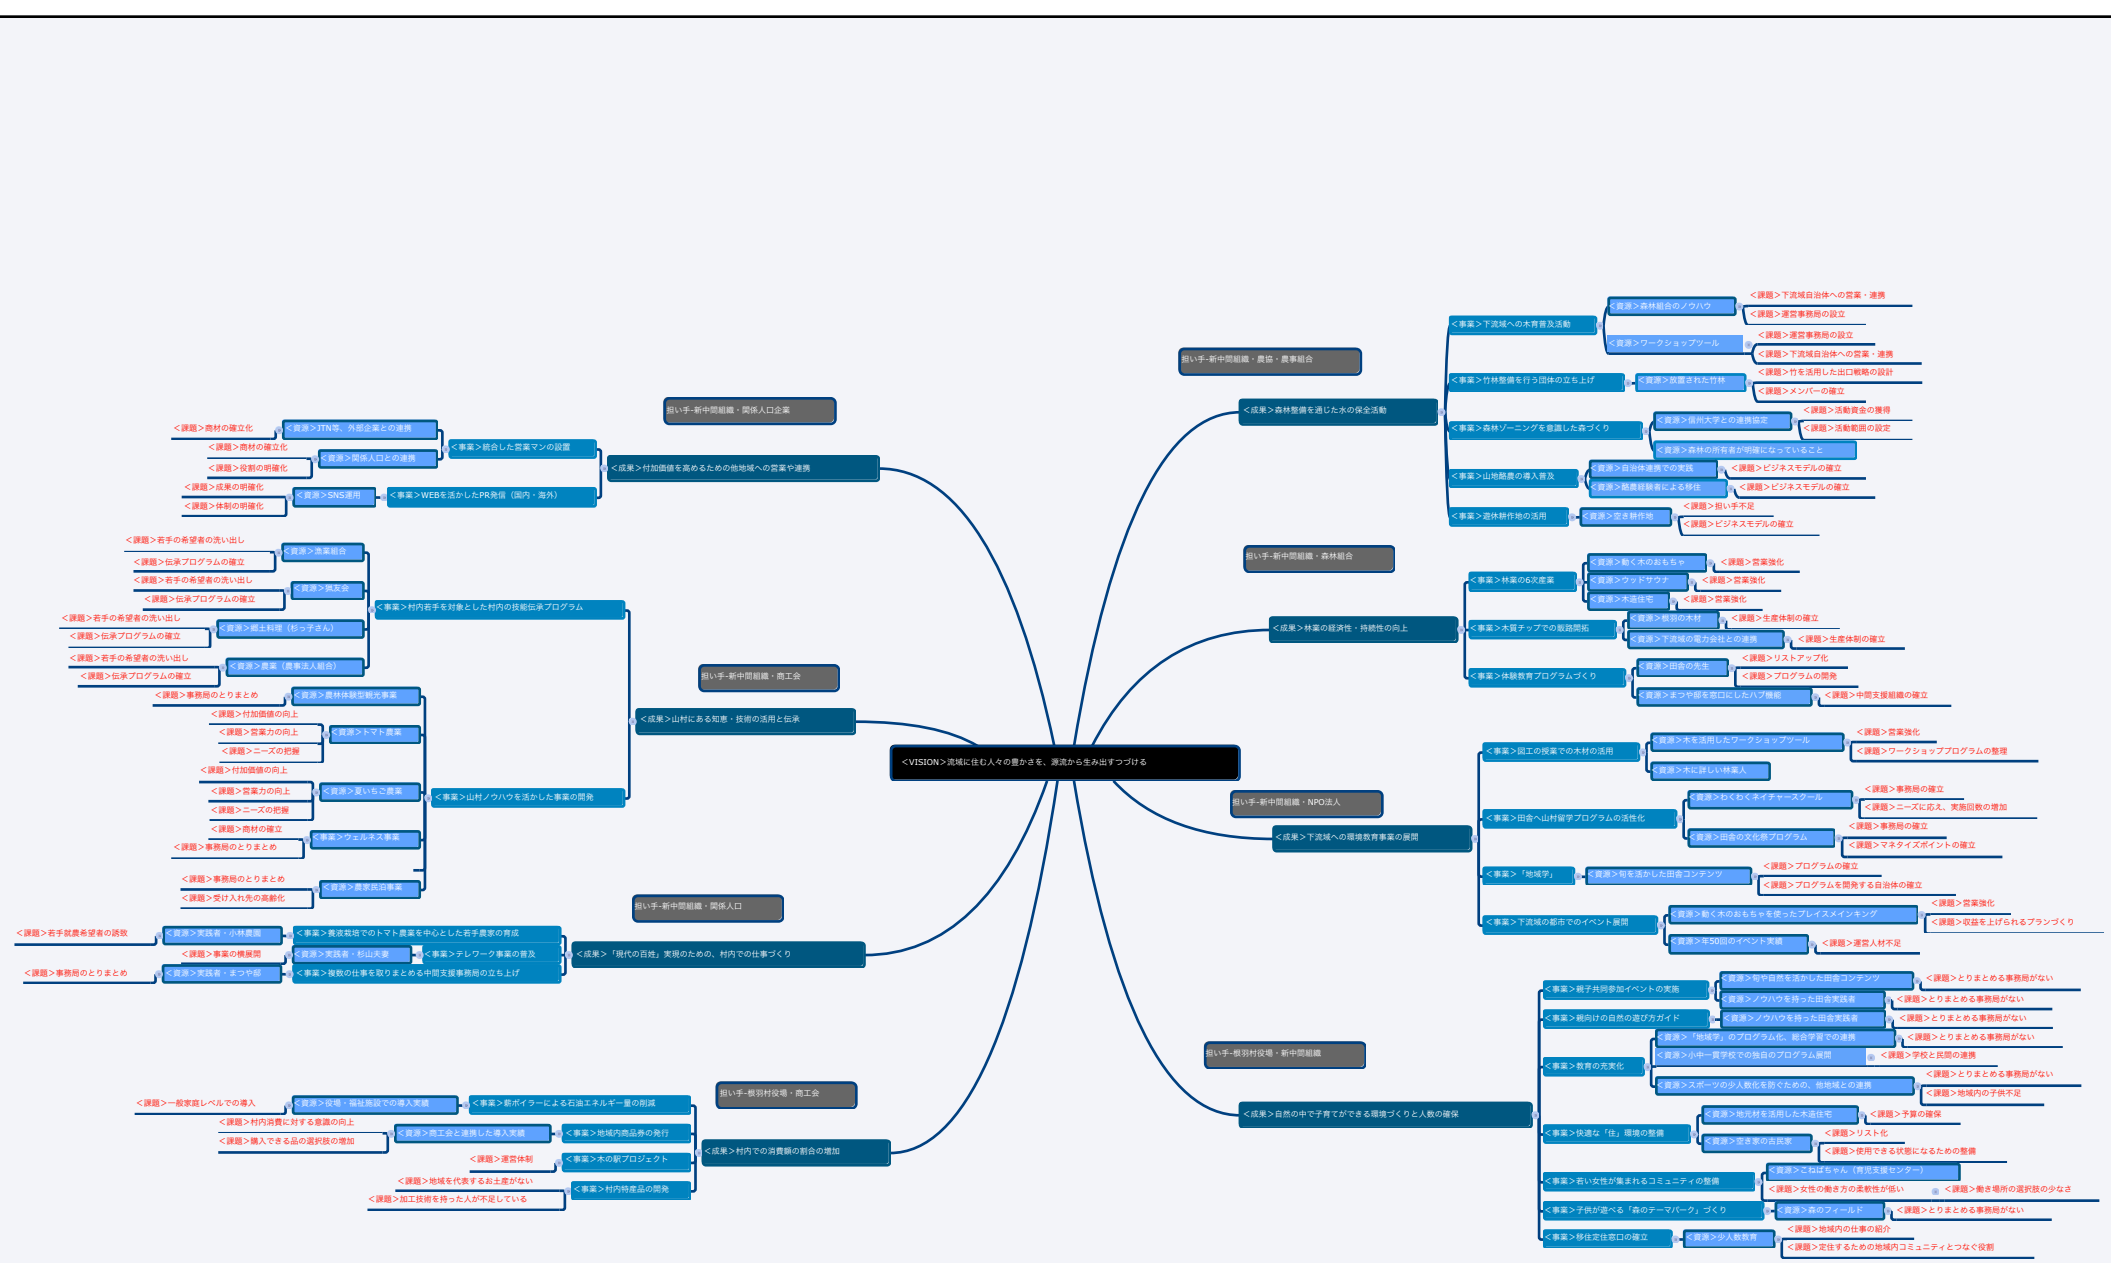 ＜VISION＞流域に住む人々の豊かさを、源流から生み出すつづける
担い手-新中間組織・関係人口企業
＜成果＞付加価値を高めるための他地域への営業や連携
＜事業＞統合した営業マンの設置
＜資源＞JTN等、外部企業との連携
＜課題＞商材の確立化
＜資源＞関係人口との連携
＜課題＞商材の確立化
＜課題＞役割の明確化
＜事業＞WEBを活かしたPR発信（国内・海外）
＜資源＞SNS運用
＜課題＞成果の明確化
＜課題＞体制の明確化
担い手-新中間組織・商工会
＜成果＞山村にある知恵・技術の活用と伝承
＜事業＞村内若手を対象とした村内の技能伝承プログラム
＜資源＞漁業組合
＜課題＞若手の希望者の洗い出し
＜課題＞伝承プログラムの確立
＜資源＞猟友会
＜課題＞若手の希望者の洗い出し
＜課題＞伝承プログラムの確立
＜資源＞郷土料理（杉っ子さん）
＜課題＞若手の希望者の洗い出し
＜課題＞伝承プログラムの確立
＜資源＞農業（農事法人組合）
＜課題＞若手の希望者の洗い出し
＜課題＞伝承プログラムの確立
＜事業＞山村ノウハウを活かした事業の開発
＜資源＞農林体験型観光事業
＜課題＞事務局のとりまとめ
＜資源＞トマト農業
＜課題＞付加価値の向上
＜課題＞営業力の向上
＜課題＞ニーズの把握
＜資源＞夏いちご農業
＜課題＞付加価値の向上
＜課題＞営業力の向上
＜課題＞ニーズの把握
＜事業＞ウェルネス事業
＜課題＞商材の確立
＜課題＞事務局のとりまとめ
＜資源＞農家民泊事業
＜課題＞事務局のとりまとめ
＜課題＞受け入れ先の高齢化
担い手-新中間組織・関係人口
＜成果＞「現代の百姓」実現のための、村内での仕事づくり
＜事業＞養液栽培でのトマト農業を中心とした若手農家の育成
＜資源＞実践者・小林農園
＜課題＞若手就農希望者の誘致
＜事業＞テレワーク事業の普及
＜資源＞実践者・杉山夫妻
＜課題＞事業の横展開
＜事業＞複数の仕事を取りまとめる中間支援事務局の立ち上げ
＜資源＞実践者・まつや邸
＜課題＞事務局のとりまとめ
担い手-根羽村役場・商工会
＜成果＞村内での消費額の割合の増加
＜事業＞薪ボイラーによる石油エネルギー量の削減
＜資源＞役場・福祉施設での導入実績
＜課題＞一般家庭レベルでの導入
＜事業＞地域内商品券の発行
＜資源＞商工会と連携した導入実績
＜課題＞村内消費に対する意識の向上
＜課題＞購入できる品の選択肢の増加
＜事業＞木の駅プロジェクト
＜課題＞運営体制
＜事業＞村内特産品の開発
＜課題＞地域を代表するお土産がない
＜課題＞加工技術を持った人が不足している
担い手-新中間組織・農協・農事組合
＜成果＞森林整備を通じた水の保全活動
＜事業＞下流域への木育普及活動
＜資源＞森林組合のノウハウ
＜課題＞下流域自治体への営業・連携
＜課題＞運営事務局の設立
＜資源＞ワークショップツール
＜課題＞運営事務局の設立
＜課題＞下流域自治体への営業・連携
＜事業＞竹林整備を行う団体の立ち上げ
＜資源＞放置された竹林
＜課題＞竹を活用した出口戦略の設計
＜課題＞メンバーの確立
＜事業＞森林ゾーニングを意識した森づくり
＜資源＞信州大学との連携協定
＜課題＞活動資金の獲得
＜課題＞活動範囲の設定
＜資源＞森林の所有者が明確になっていること
＜事業＞山地酪農の導入普及
＜資源＞自治体連携での実践
＜課題＞ビジネスモデルの確立
＜資源＞酪農経験者による移住
＜課題＞ビジネスモデルの確立
＜事業＞遊休耕作地の活用
＜資源＞空き耕作地
＜課題＞担い手不足
＜課題＞ビジネスモデルの確立
担い手-新中間組織・森林組合
＜成果＞林業の経済性・持続性の向上
＜事業＞林業の6次産業
＜資源＞動く木のおもちゃ
＜課題＞営業強化
＜資源＞ウッドサウナ
＜課題＞営業強化
＜資源＞木造住宅
＜課題＞営業強化
＜事業＞木質チップでの販路開拓
＜資源＞根羽の木材
＜課題＞生産体制の確立
＜資源＞下流域の電力会社との連携
＜課題＞生産体制の確立
＜事業＞体験教育プログラムづくり
＜資源＞田舎の先生
＜課題＞リストアップ化
＜課題＞プログラムの開発
＜資源＞まつや邸を窓口にしたハブ機能
＜課題＞中間支援組織の確立
担い手-新中間組織・NPO法人
＜成果＞下流域への環境教育事業の展開
＜事業＞図工の授業での木材の活用
＜資源＞木を活用したワークショップツール
＜課題＞営業強化
＜課題＞ワークショッププログラムの整理
＜資源＞木に詳しい林業人
＜事業＞田舎へ山村留学プログラムの活性化
＜資源＞わくわくネイチャースクール
＜課題＞事務局の確立
＜課題＞ニーズに応え、実施回数の増加
＜資源＞田舎の文化祭プログラム
＜課題＞事務局の確立
＜課題＞マネタイズポイントの確立
＜事業＞「地域学」
＜資源＞旬を活かした田舎コンテンツ
＜課題＞プログラムの確立
＜課題＞プログラムを開発する自治体の確立
＜事業＞下流域の都市でのイベント展開
＜資源＞動く木のおもちゃを使ったプレイスメインキング
＜課題＞営業強化
＜課題＞収益を上げられるプランづくり
＜資源＞年50回のイベント実績
＜課題＞運営人材不足
担い手-根羽村役場・新中間組織
＜成果＞自然の中で子育てができる環境づくりと人数の確保
＜事業＞親子共同参加イベントの実施
＜資源＞旬や自然を活かした田舎コンテンツ
＜課題＞とりまとめる事務局がない
＜資源＞ノウハウを持った田舎実践者
＜課題＞とりまとめる事務局がない
＜事業＞親向けの自然の遊び方ガイド
＜資源＞ノウハウを持った田舎実践者
＜課題＞とりまとめる事務局がない
＜事業＞教育の充実化
＜資源＞「地域学」のプログラム化、総合学習での連携
＜課題＞とりまとめる事務局がない
＜資源＞小中一貫学校での独自のプログラム展開
＜課題＞学校と民間の連携
＜資源＞スポーツの少人数化を防ぐための、他地域との連携
＜課題＞とりまとめる事務局がない
＜課題＞地域内の子供不足
＜事業＞快適な「住」環境の整備
＜資源＞地元材を活用した木造住宅
＜課題＞予算の確保
＜資源＞空き家の古民家
＜課題＞リスト化
＜課題＞使用できる状態になるための整備
＜事業＞若い女性が集まれるコミュニティの整備
＜資源＞こねばちゃん（育児支援センター）
＜課題＞女性の働き方の柔軟性が低い
＜課題＞働き場所の選択肢の少なさ
＜事業＞子供が遊べる「森のテーマパーク」づくり
＜資源＞森のフィールド
＜課題＞とりまとめる事務局がない
＜事業＞移住定住窓口の確立
＜資源＞少人数教育
＜課題＞地域内の仕事の紹介
＜課題＞定住するための地域内コミュニティとつなぐ役割